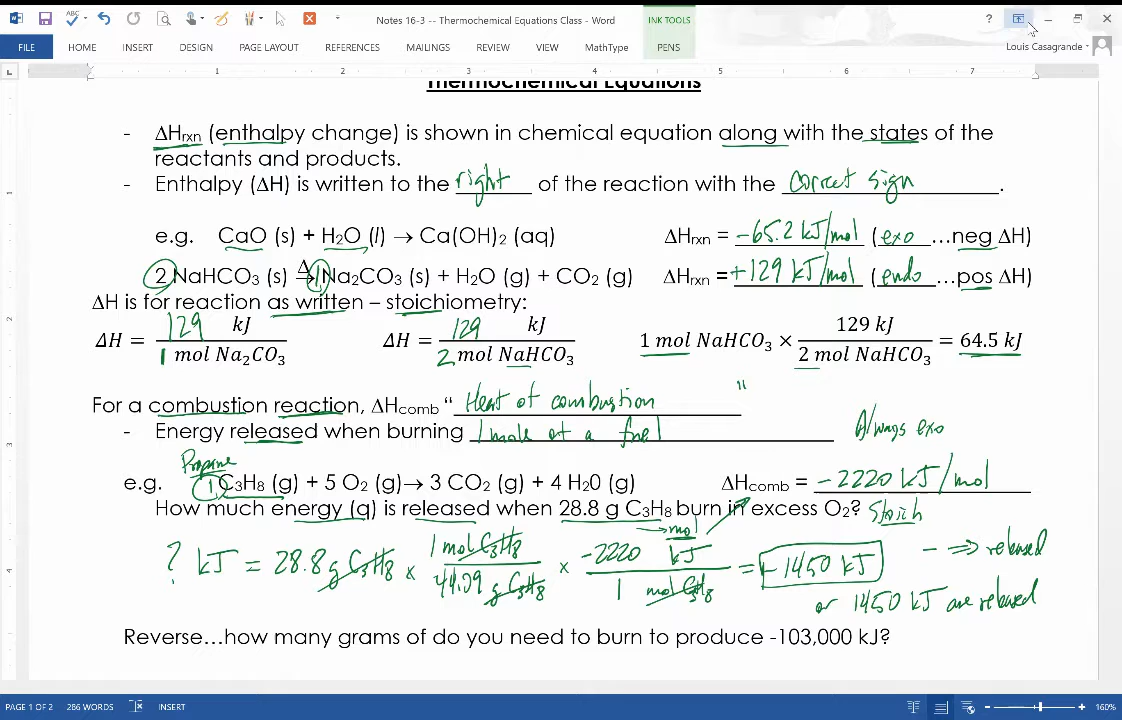 Notes 16-3 -- Thermochemical Equations Class - Word
INK TOOLS
FILE HOME INSERT DESIGN PAGE LAYOUT REFERENCES MAILINGS REVIEW VIEW MathType PENS
Louis Casagrande
1 2 3 4 5 6 7
Thermochemical Equations
- ΔHrxn (enthalpy change) is shown in chemical equation along with the states of the
reactants and products.
- Enthalpy (ΔH) is written to the right of the reaction with the correct sign.
e.g. CaO (s) + H2O (l) → Ca(OH)2 (aq) ΔHrxn = -65.2 kJ/mol (exo...neg ΔH)
2 NaHCO3 (s) Δ→ 1 Na2CO3 (s) + H2O (g) + CO2 (g) ΔHrxn = +129 kJ/mol (endo...pos ΔH)
ΔH is for reaction as written – stoichiometry:
ΔH = 129 kJ / 1 mol Na2CO3 ΔH = 129 kJ / 2 mol NaHCO3 1 mol NaHCO3 × 129 kJ / 2 mol NaHCO3 = 64.5 kJ
For a combustion reaction, ΔHcomb “ Heat of combustion "
- Energy released when burning 1 mole of a fuel Always exo
Propane
e.g. 1 C3H8 (g) + 5 O2 (g)→ 3 CO2 (g) + 4 H20 (g) ΔHcomb = -2220 kJ/mol
How much energy (q) is released when 28.8 g C3H8 burn in excess O2? Stoich
→ mol
? kJ = 28.8 g C3H8 × 1 mol C3H8 / 44.09 g C3H8 × -2220 kJ / 1 mol C3H8 = -1450 kJ - ⇒ released
or 1450 kJ are released
Reverse…how many grams of do you need to burn to produce -103,000 kJ?
PAGE 1 OF 2 286 WORDS INSERT 160%